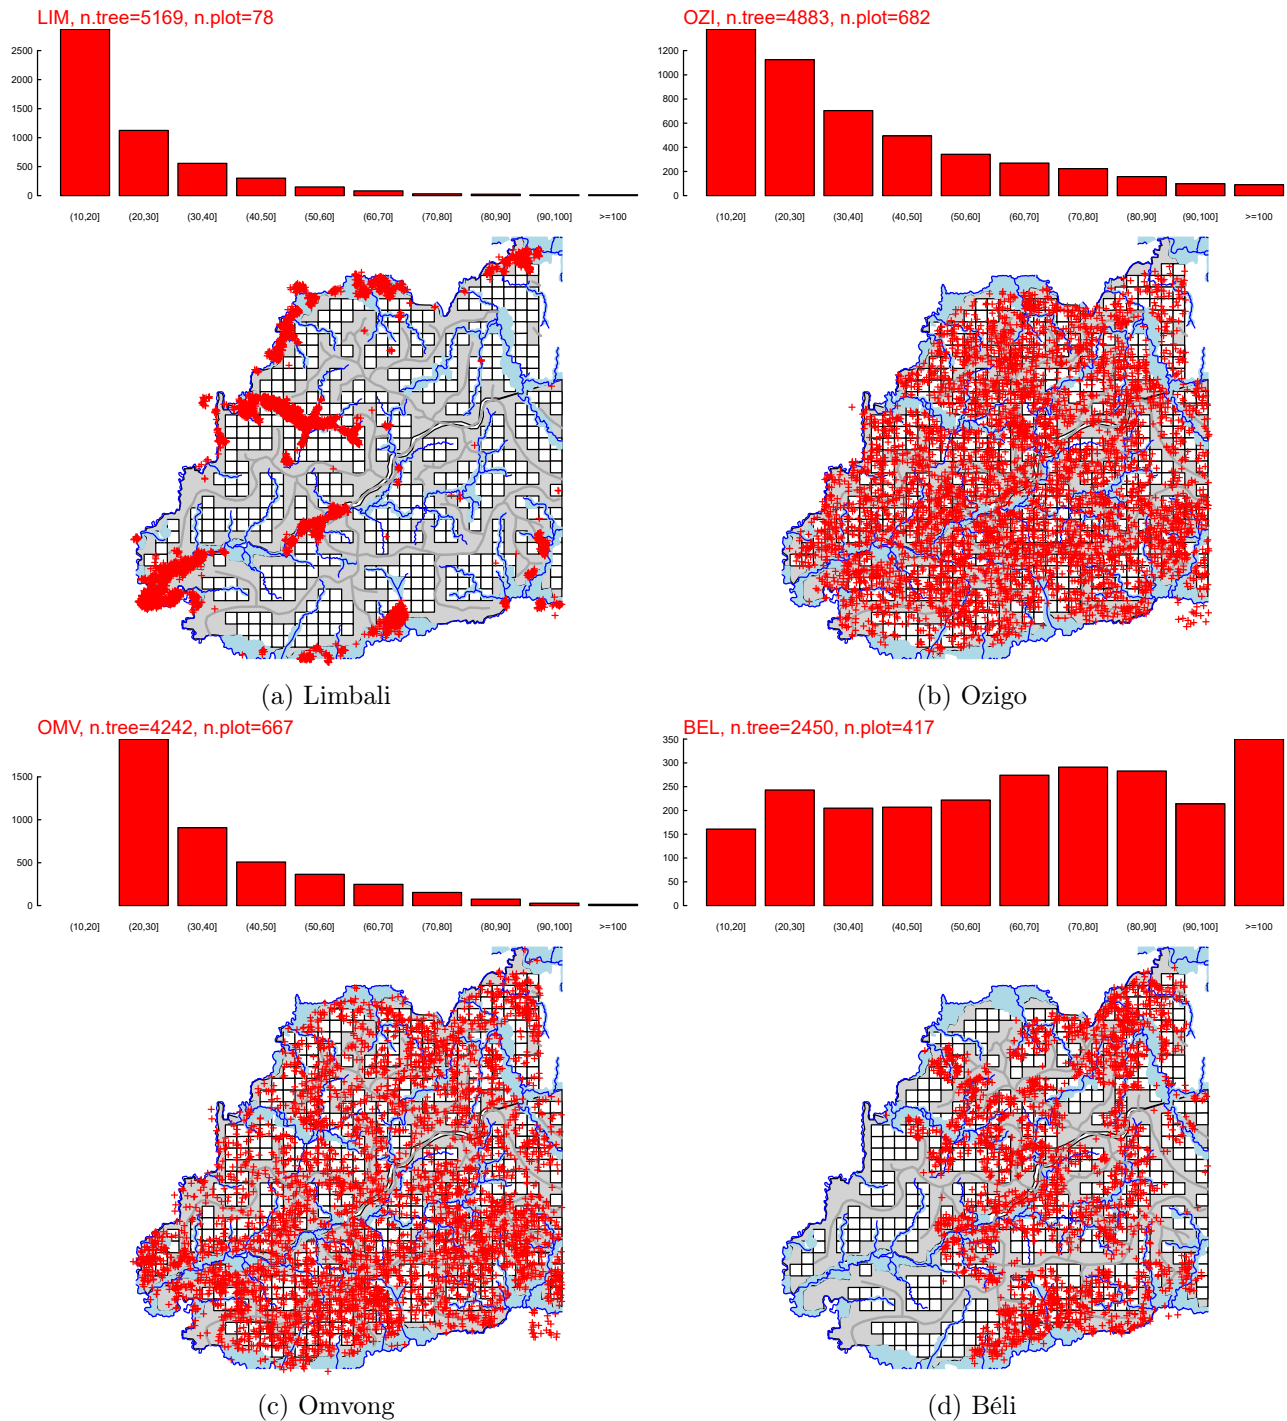 LIM, n.tree=5169, n.plot=78
2500
2000
1500
1000
500
0
(10,20] (20,30] (30,40] (40,50] (50,60] (60,70] (70,80] (80,90] (90,100] >=100
(a) Limbali
OZI, n.tree=4883, n.plot=682
1200
1000
800
600
400
200
0
(10,20] (20,30] (30,40] (40,50] (50,60] (60,70] (70,80] (80,90] (90,100] >=100
(b) Ozigo
OMV, n.tree=4242, n.plot=667
1500
1000
500
0
(10,20] (20,30] (30,40] (40,50] (50,60] (60,70] (70,80] (80,90] (90,100] >=100
(c) Omvong
BEL, n.tree=2450, n.plot=417
350
300
250
200
150
100
50
0
(10,20] (20,30] (30,40] (40,50] (50,60] (60,70] (70,80] (80,90] (90,100] >=100
(d) Béli